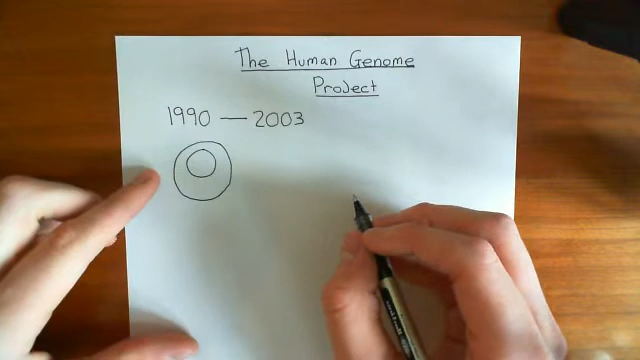 The Human Genome
Project
1990 — 2003